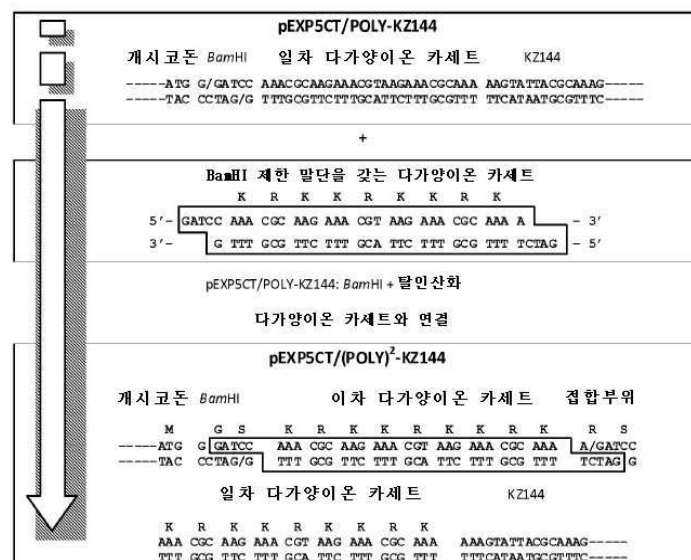 pEXP5CT/POLY-KZ144
개시코돈 BamHI 일차 다가양이온 카세트 KZ144
-----ATG G/GATCC AAACGCAAGAAACGTAAGAAACGCAAA AAGTATTACGCAAAG-----
-----TAC CCTAG/G TTTGCGTTCTTTGCATTCTTTGCGTTT TTCATAATGCGTTTC-----
+
BamHI 제한 말단을 갖는 다가양이온 카세트
K R K K R K K R K
5'- GATCC AAA CGC AAG AAA CGT AAG AAA CGC AAA A - 3'
3'- G TTT GCG TTC TTT GCA TTC TTT GCG TTT TCTAG - 5'
pEXP5CT/POLY-KZ144: BamHI + 탈인산화
다가양이온 카세트와 연결
pEXP5CT/(POLY)²-KZ144
개시코돈 BamHI 이차 다가양이온 카세트 접합부위
M G S K R K K R K K R K R S
-----ATG G GATCC AAA CGC AAG AAA CGT AAG AAA CGC AAA A/GATCC
-----TAC CCTAG/G TTT GCG TTC TTT GCA TTC TTT GCG TTT TCTAG G
일차 다가양이온 카세트 KZ144
K R K K R K K R K
AAA CGC AAG AAA CGT AAG AAA CGC AAA AAAGTATTACGCAAAG-----
TTT GCG TTC TTT GCA TTC TTT GCG TTT TTTCATAATGCGTTTC-----